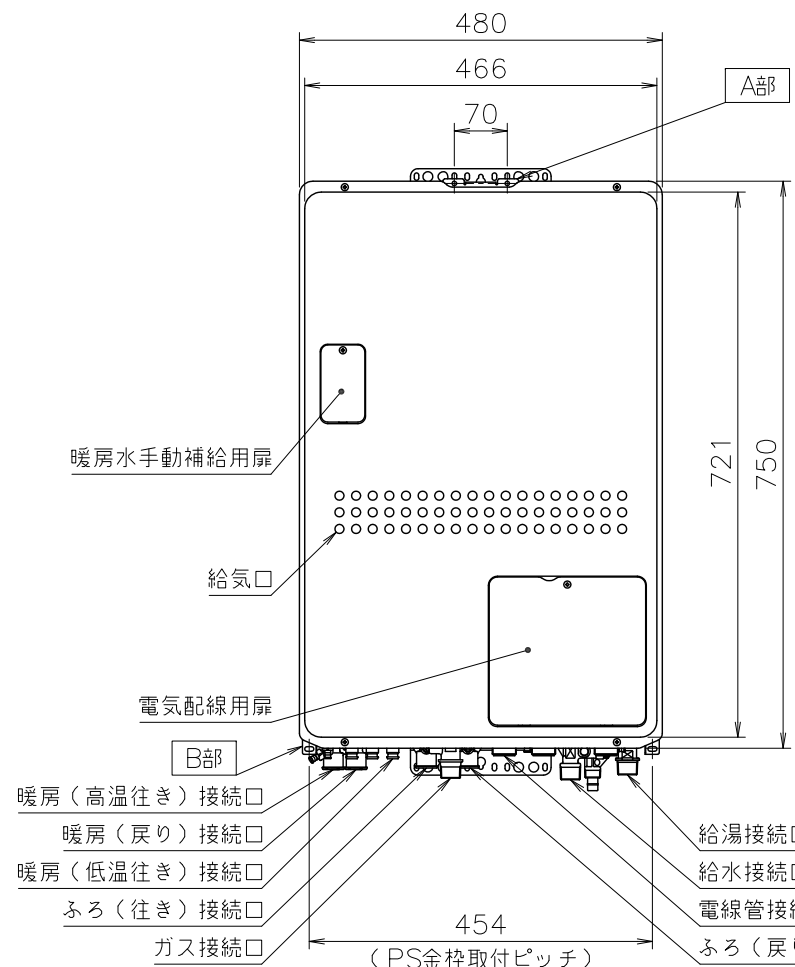 480
466
70
A部
721
750
暖房水手動補給用扉
給気口
電気配線用扉
B部
暖房（高温往き）接続口
暖房（戻り）接続口
暖房（低温往き）接続口
ふろ（往き）接続口
ガス接続口
給湯接続口
給水接続口
電線管接続
ふろ（戻り
454
（PS金枠取付ピッチ）